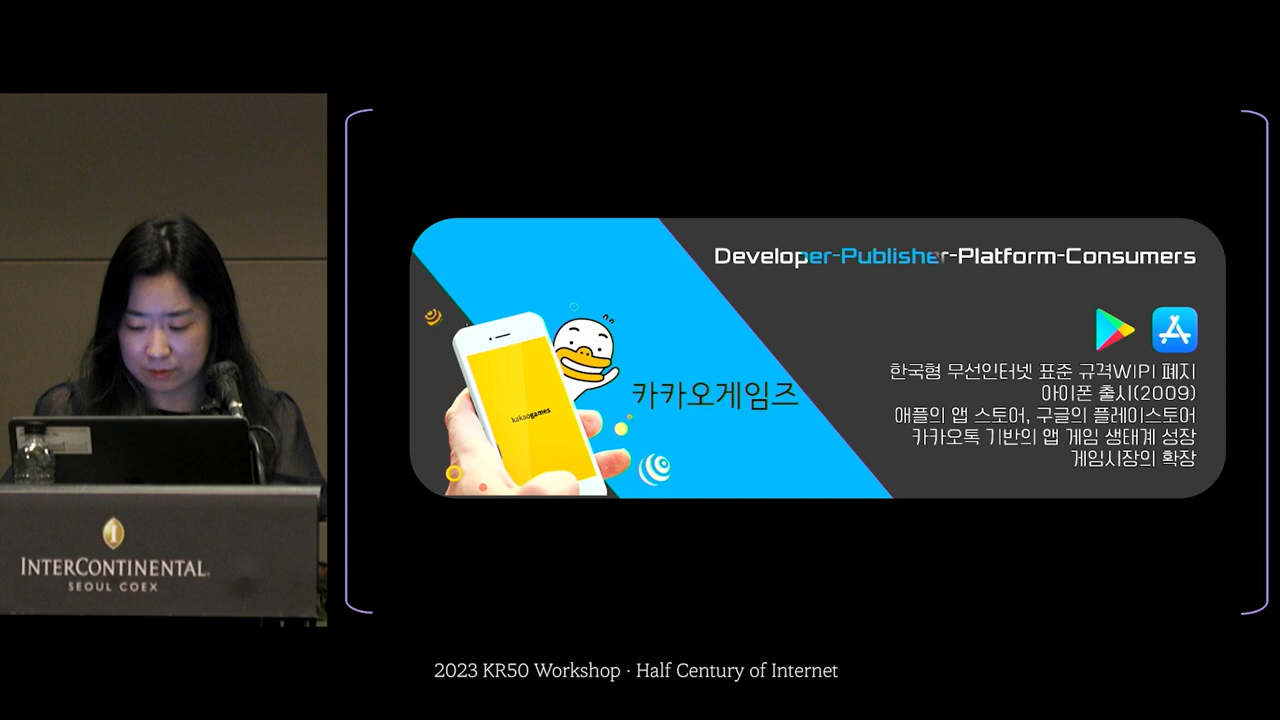 Developer-Publisher-Platform-Consumers
한국형 무선인터넷 표준 규격WIPI 폐지
아이폰 출시(2009)
애플의 앱 스토어, 구글의 플레이스토어
카카오톡 기반의 앱 게임 생태계 성장
게임시장의 확장
카카오게임즈
kakaogames
INTERCONTINENTAL
SEOUL COEX
2023 KR50 Workshop · Half Century of Internet